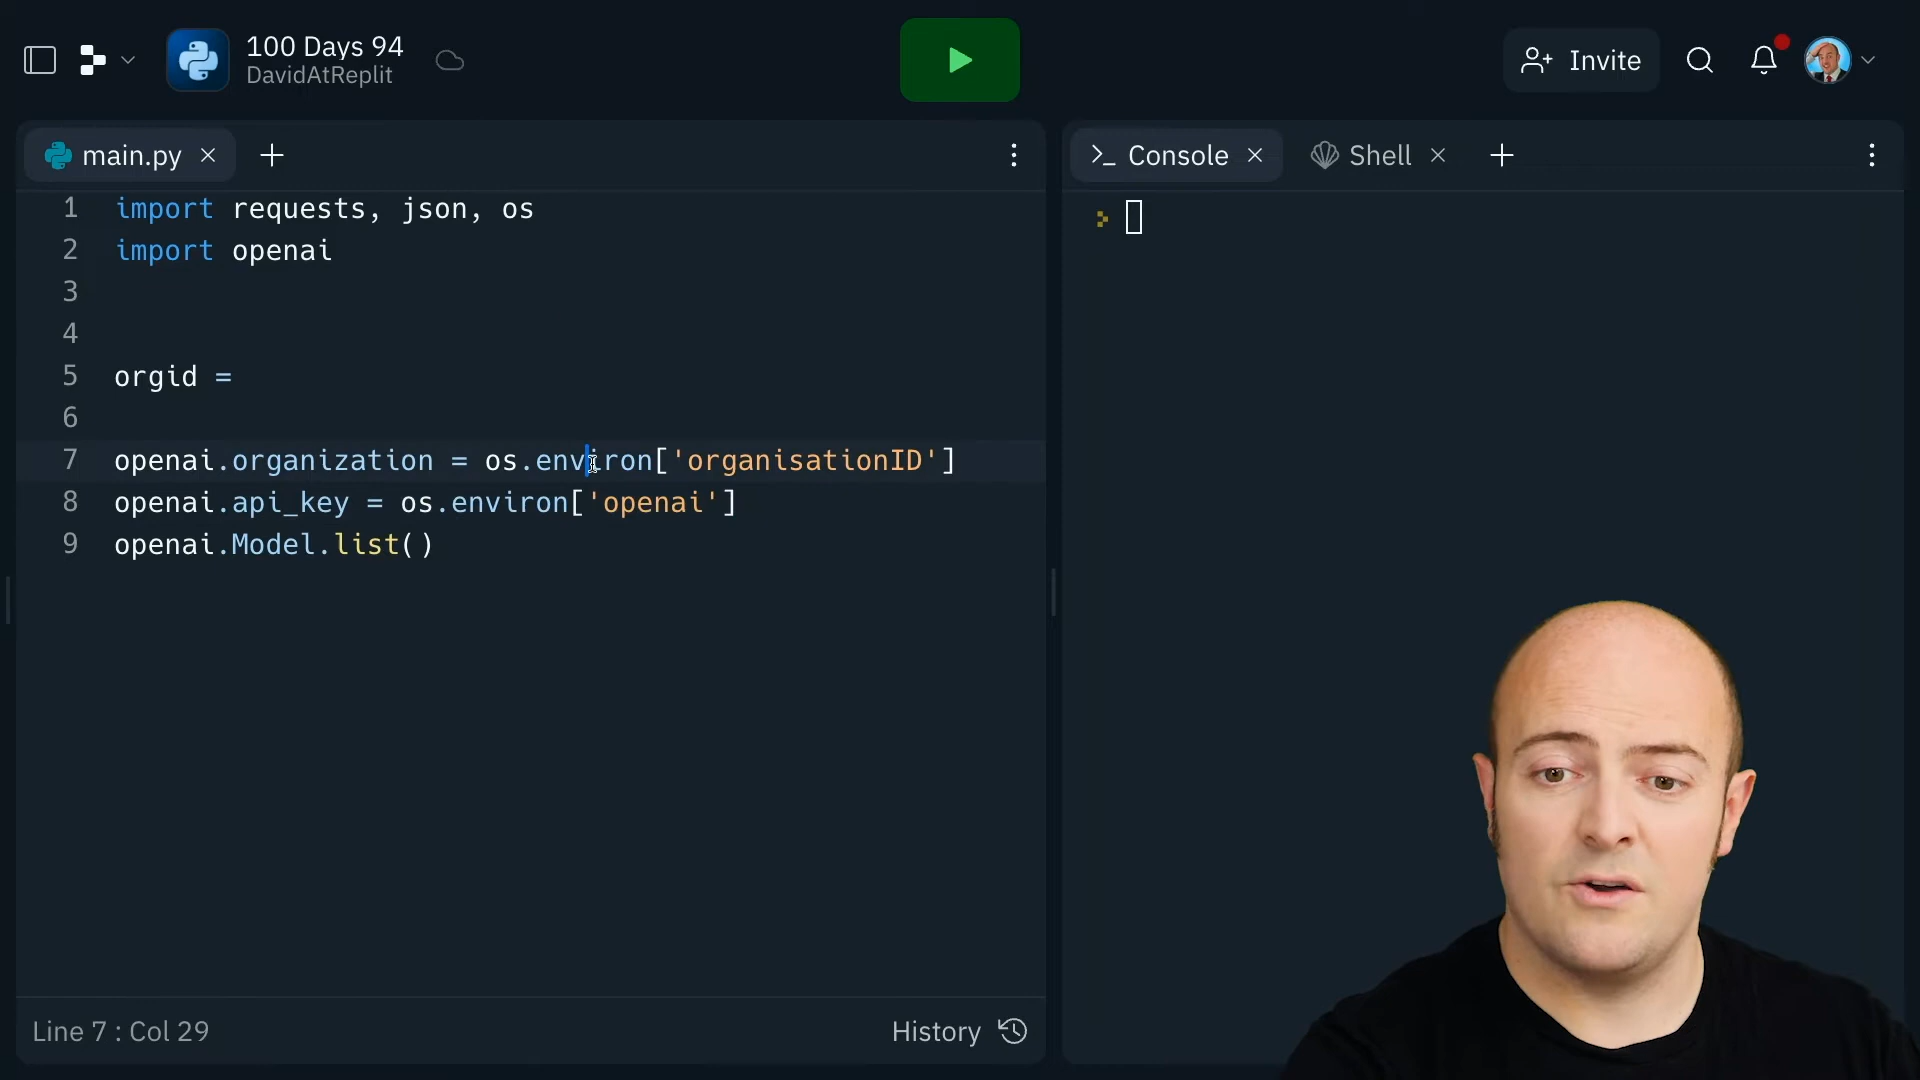 100 Days 94
DavidAtReplit
Invite
main.py
Console
Shell
1 import requests, json, os
2 import openai
3
4
5 orgid =
6
7 openai.organization = os.environ['organisationID']
8 openai.api_key = os.environ['openai']
9 openai.Model.list()
Line 7 : Col 29
History